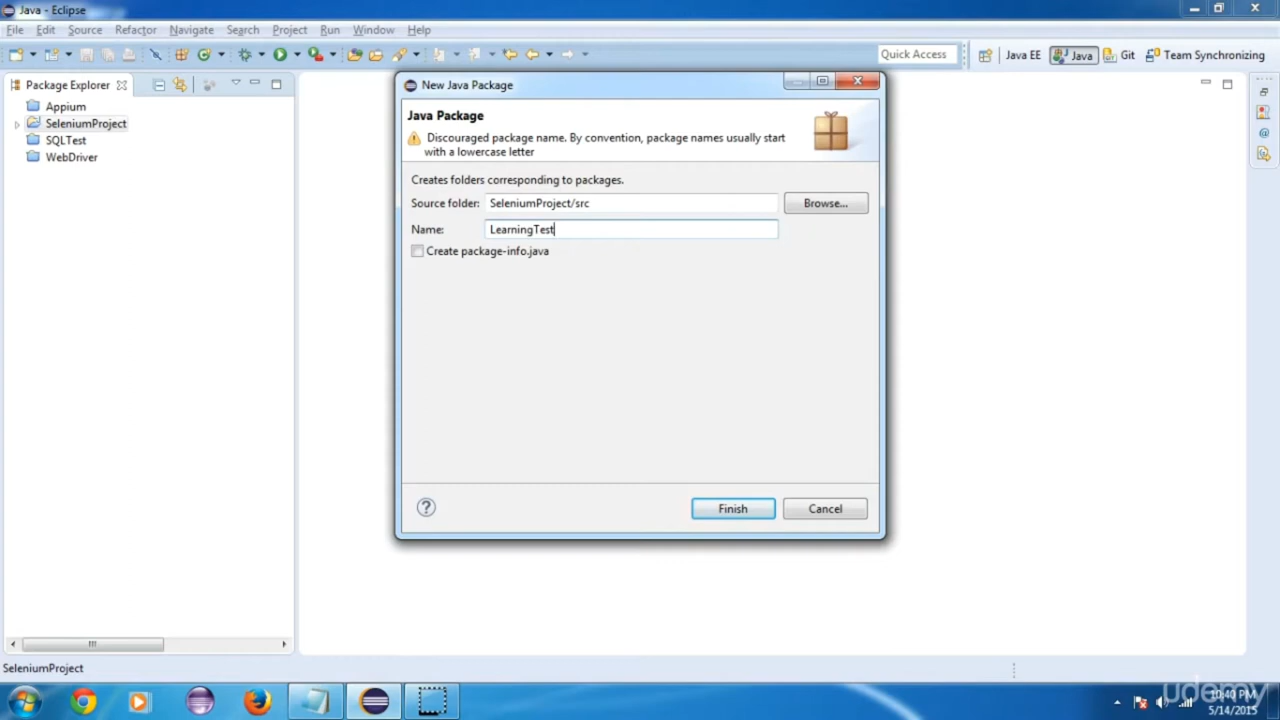 Java - Eclipse
File Edit Source Refactor Navigate Search Project Run Window Help
Quick Access Java EE Java Git Team Synchronizing
Package Explorer
Appium
SeleniumProject
SQLTest
WebDriver
New Java Package
Java Package
Discouraged package name. By convention, package names usually start
with a lowercase letter
Creates folders corresponding to packages.
Source folder: SeleniumProject/src Browse...
Name: LearningTest
Create package-info.java
? Finish Cancel
SeleniumProject
udemy
10:40 PM
5/14/2015